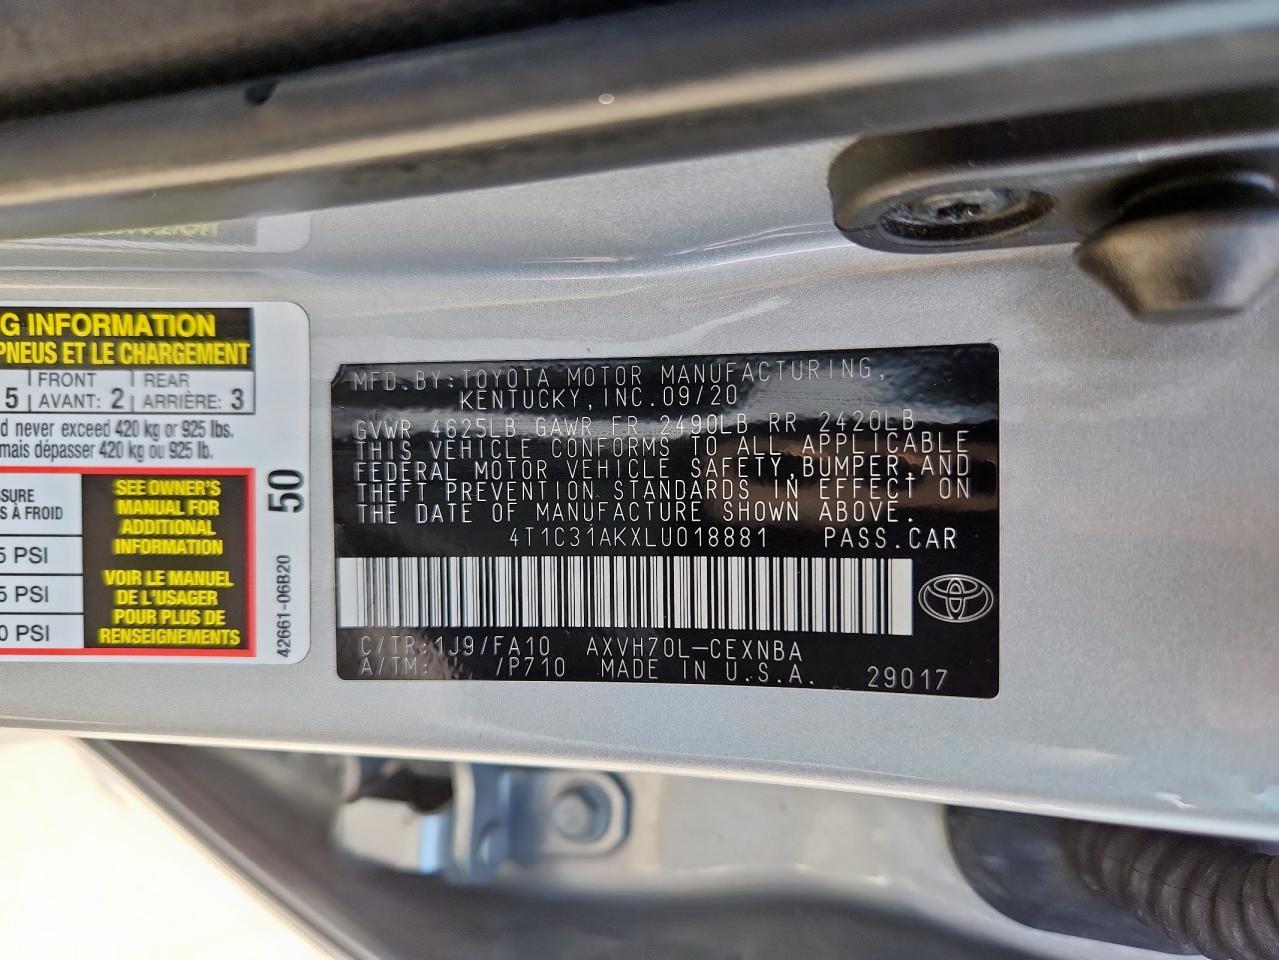 G INFORMATION
PNEUS ET LE CHARGEMENT
5 FRONT AVANT: 2 REAR ARRIÈRE: 3
d never exceed 420 kg or 925 lbs.
mais dépasser 420 kg ou 925 lb.
SSURE
S À FROID
5 PSI
5 PSI
0 PSI
SEE OWNER'S
MANUAL FOR
ADDITIONAL
INFORMATION
VOIR LE MANUEL
DE L'USAGER
POUR PLUS DE
RENSEIGNEMENTS
50
42661-06B20
MFD.BY:TOYOTA MOTOR MANUFACTURING,
KENTUCKY,INC.09/20
GVWR 4625LB GAWR FR 2490LB RR 2420LB
THIS VEHICLE CONFORMS TO ALL APPLICABLE
FEDERAL MOTOR VEHICLE SAFETY,BUMPER,AND
THEFT PREVENTION STANDARDS IN EFFECT ON
THE DATE OF MANUFACTURE SHOWN ABOVE.
4T1C31AKXLU018881 PASS.CAR
C/TR:1J9/FA10 AXVH70L-CEXNBA
A/TM: /P710 MADE IN U.S.A. 29017